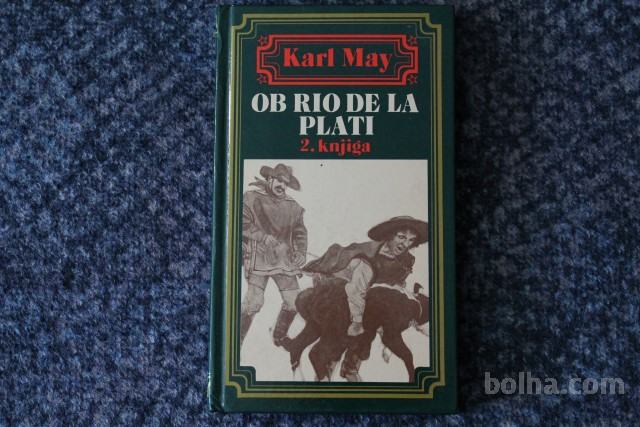 Karl May
OB RIO DE LA
PLATI
2. knjiga
bolha.com